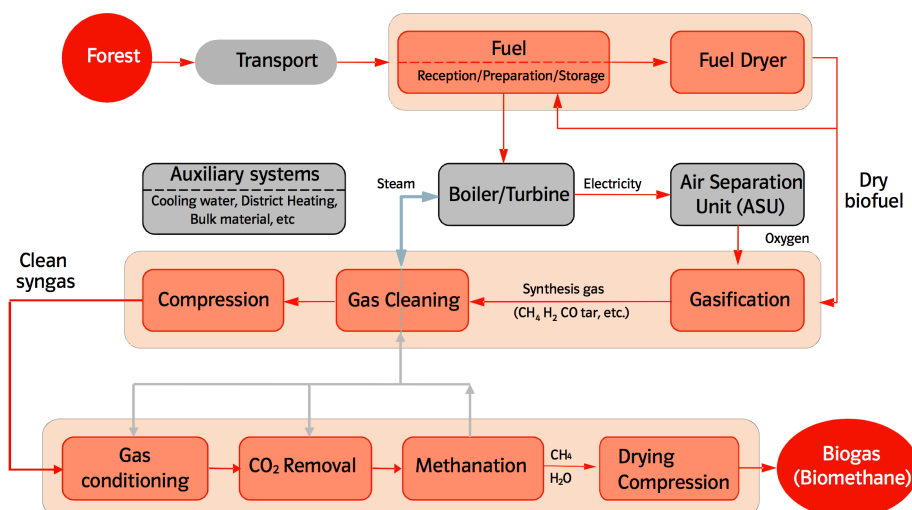 Forest
Transport
Fuel
Reception/Preparation/Storage
Fuel Dryer
Auxiliary systems
Cooling water, District Heating,
Bulk material, etc
Steam
Boiler/Turbine
Electricity
Air Separation
Unit (ASU)
Dry
biofuel
Oxygen
Clean
syngas
Compression
Gas Cleaning
Synthesis gas
(CH₄ H₂ CO tar, etc.)
Gasification
Gas
conditioning
CO₂ Removal
Methanation
CH₄
H₂O
Drying
Compression
Biogas
(Biomethane)